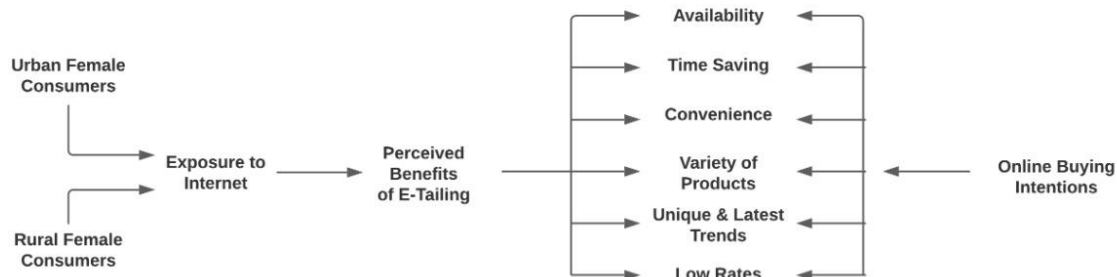 Urban Female
Consumers
Rural Female
Consumers
Exposure to
Internet
Perceived
Benefits
of E-Tailing
Availability
Time Saving
Convenience
Variety of
Products
Unique & Latest
Trends
Low Rates
Online Buying
Intentions